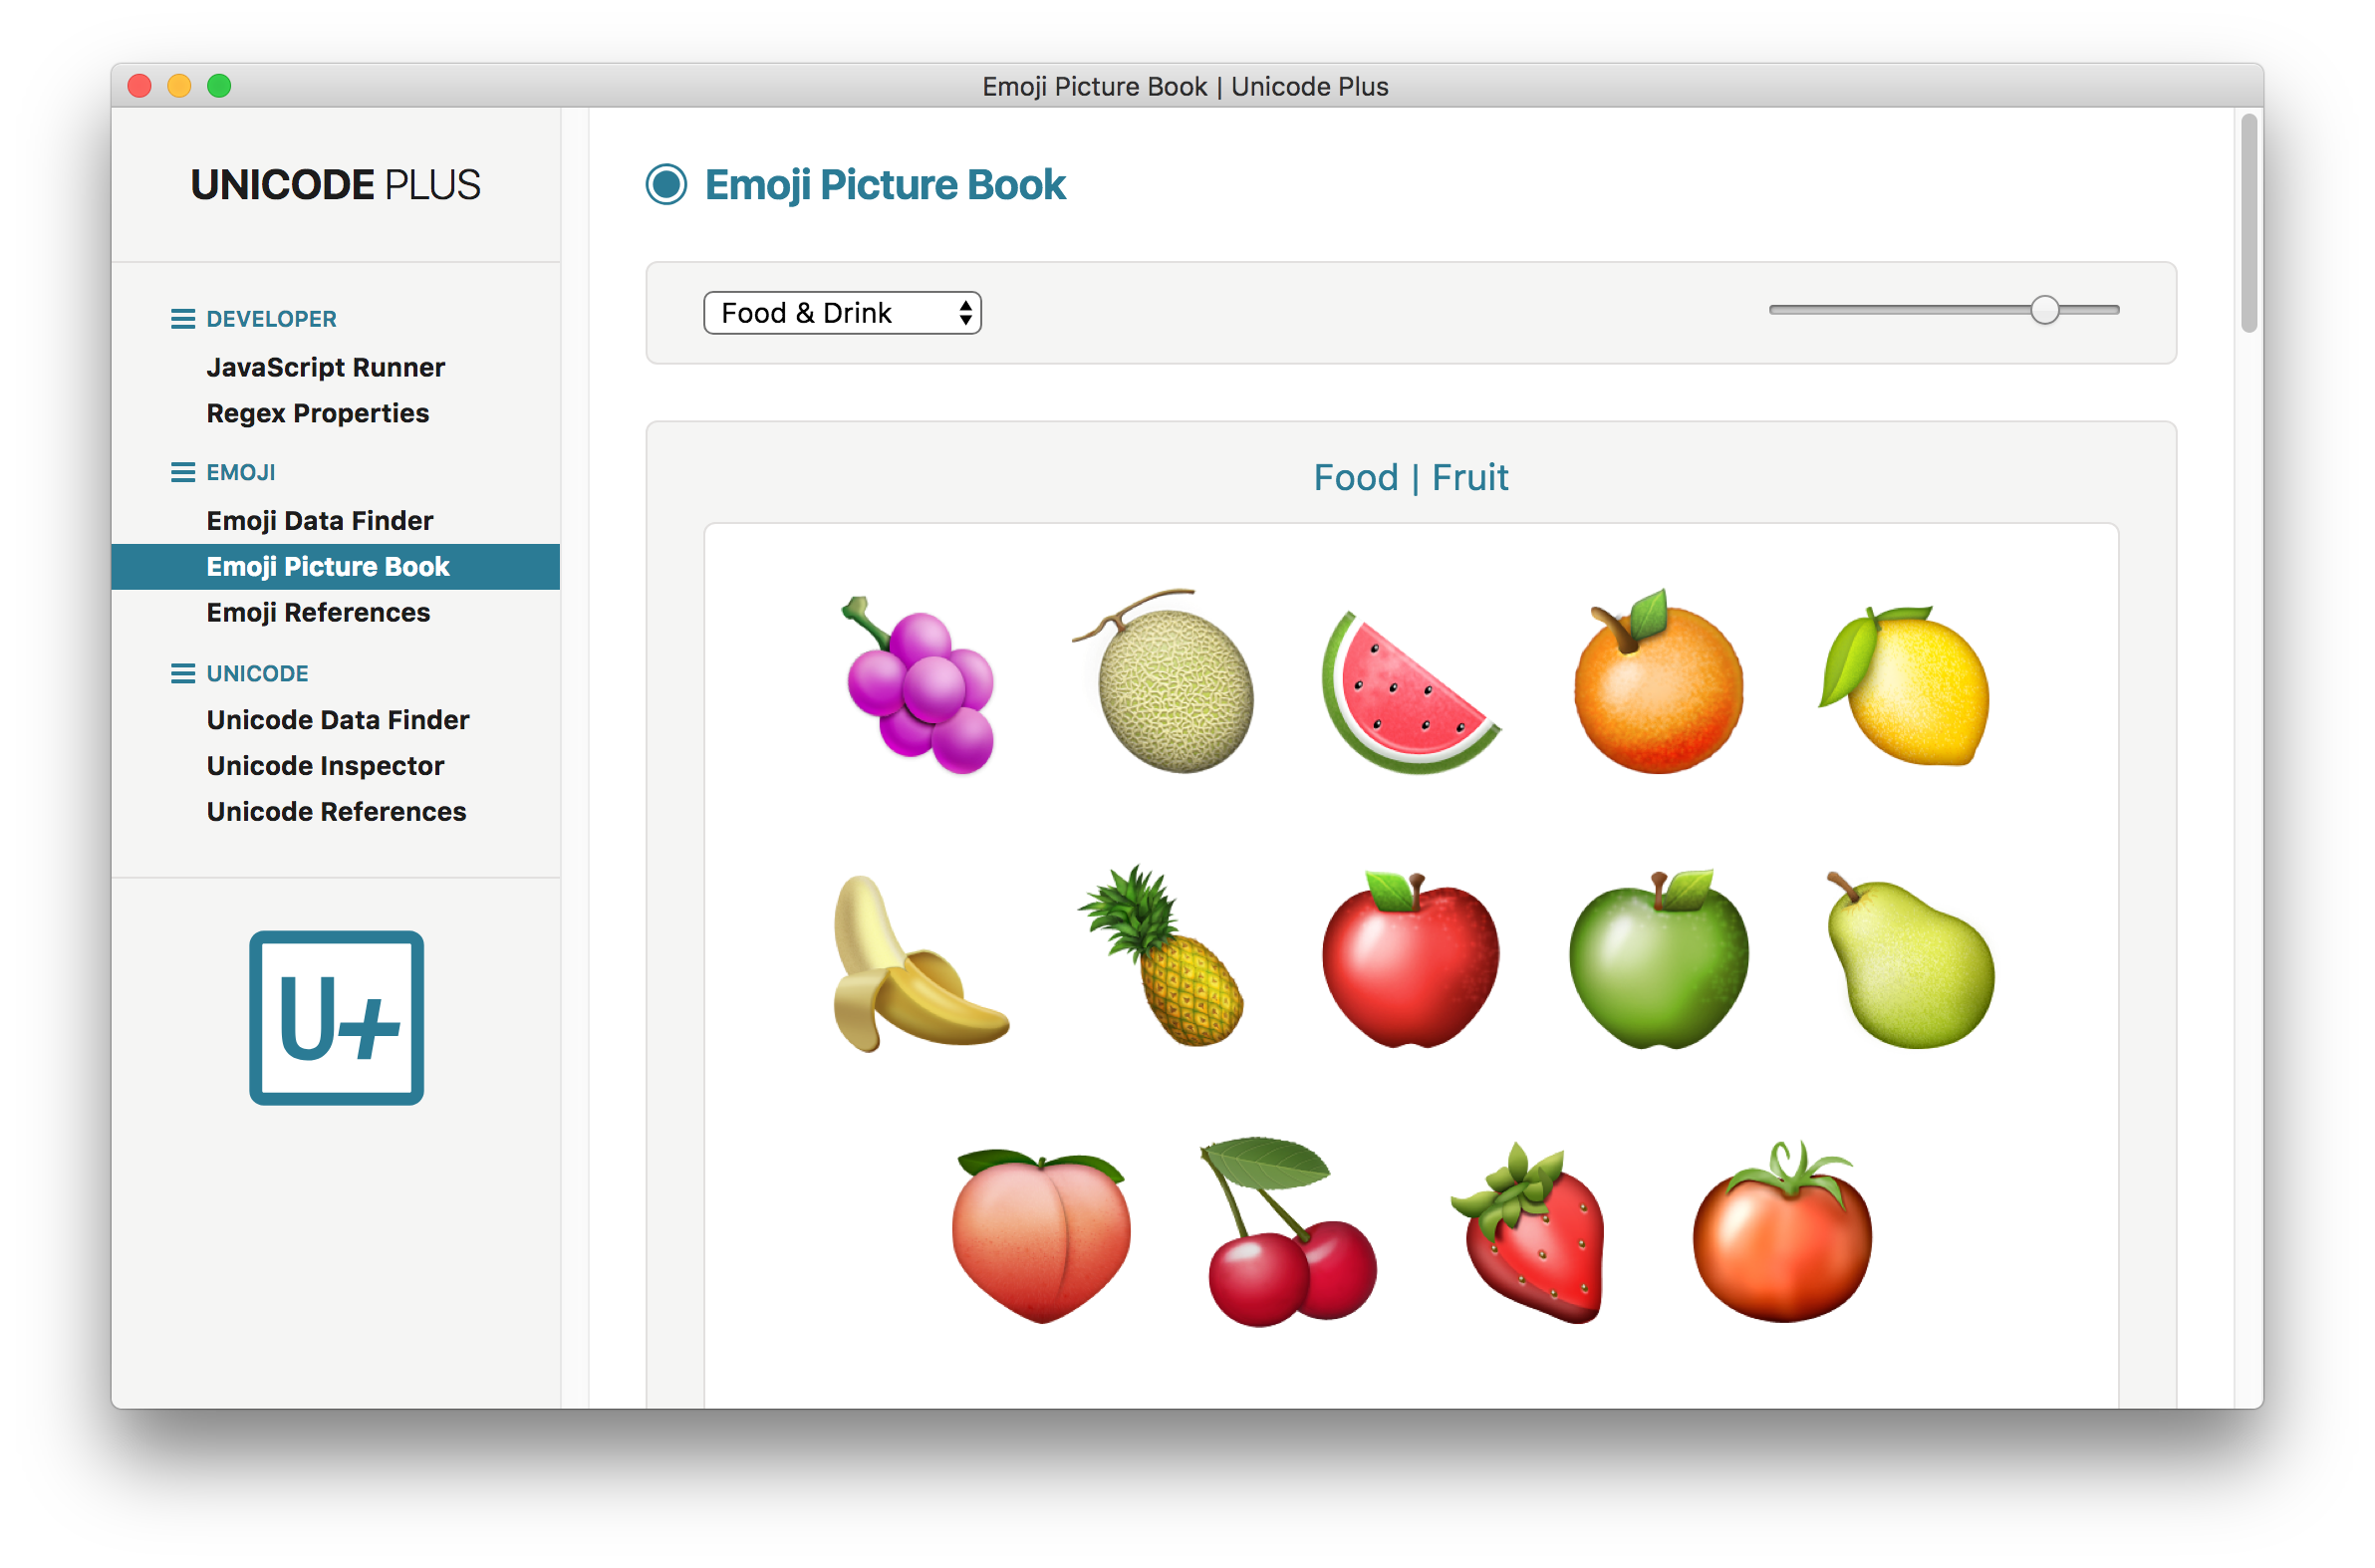 Emoji Picture Book | Unicode Plus
UNICODE PLUS
DEVELOPER
JavaScript Runner
Regex Properties
EMOJI
Emoji Data Finder
Emoji Picture Book
Emoji References
UNICODE
Unicode Data Finder
Unicode Inspector
Unicode References
U+
Emoji Picture Book
Food & Drink
Food | Fruit